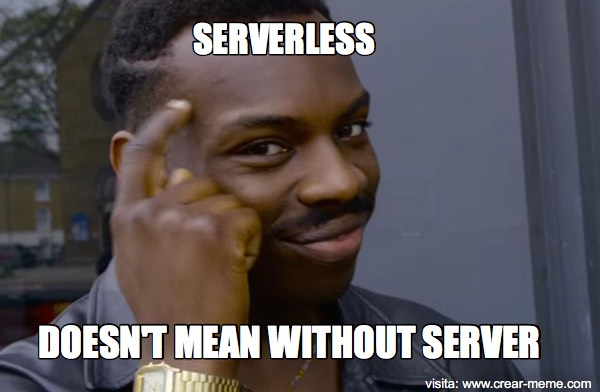 SERVERLESS
DOESN'T MEAN WITHOUT SERVER
visita: www.crear-meme.com